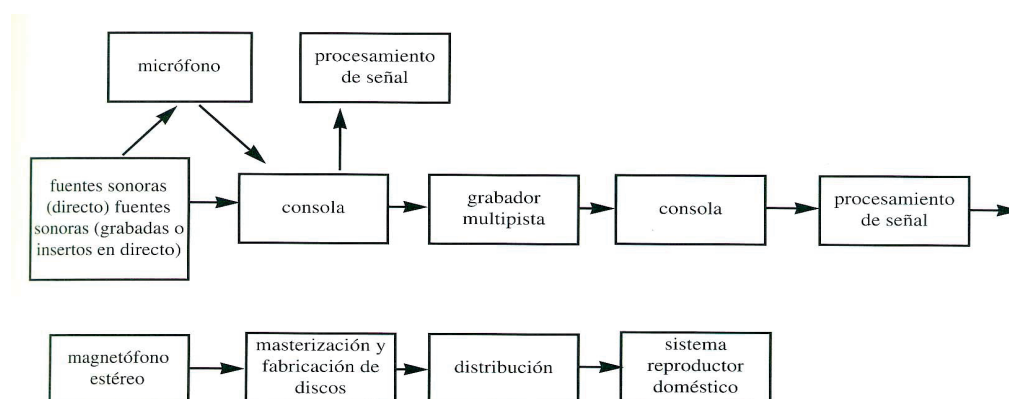 micrófono
procesamiento
de señal
fuentes sonoras
(directo) fuentes
sonoras (grabadas o
insertos en directo)
consola
grabador
multipista
consola
procesamiento
de señal
magnetófono
estéreo
masterización y
fabricación de
discos
distribución
sistema
reproductor
doméstico